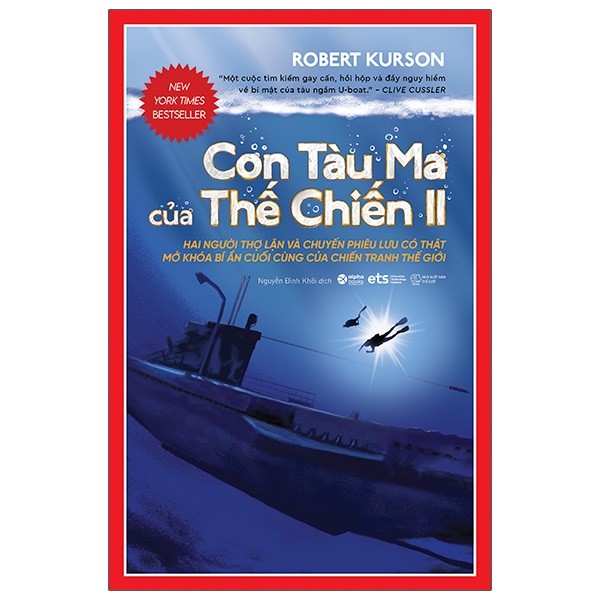 ROBERT KURSON
"Một cuộc tìm kiếm gay cấn, hồi hộp và đầy nguy hiểm
về bí mật của tàu ngầm U-boat." – CLIVE CUSSLER
NEW
YORK TIMES
BESTSELLER
Con Tàu Ma
của Thế Chiến II
HAI NGƯỜI THỢ LẶN VÀ CHUYẾN PHIÊU LƯU CÓ THẬT
MỞ KHÓA BÍ ẨN CUỐI CÙNG CỦA CHIẾN TRANH THẾ GIỚI
Nguyễn Đình Khôi dịch
alpha books
ets